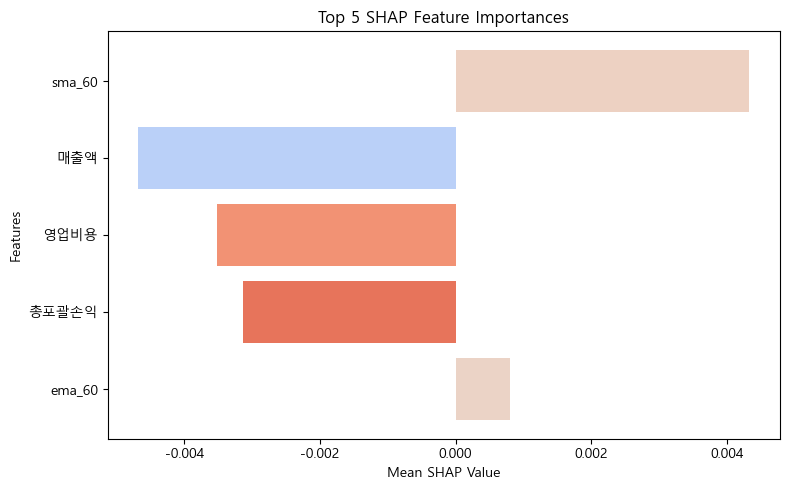 Top 5 SHAP Feature Importances
Features
sma_60
매출액
영업비용
총포괄손익
ema_60
-0.004 -0.002 0.000 0.002 0.004
Mean SHAP Value